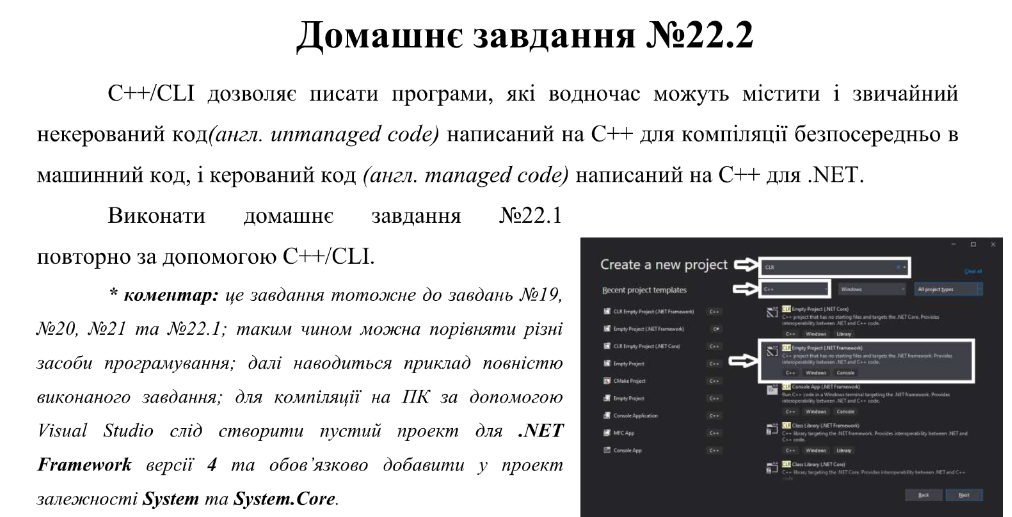 Домашнє завдання №22.2
C++/CLI дозволяє писати програми, які водночас можуть містити і звичайний
некерований код(англ. unmanaged code) написаний на C++ для компіляції безпосередньо в
машинний код, і керований код (англ. managed code) написаний на C++ для .NET.
Виконати домашнє завдання №22.1
повторно за допомогою C++/CLI.
* коментар: це завдання тотожне до завдань №19,
№20, №21 та №22.1; таким чином можна порівняти різні
засоби програмування; далі наводиться приклад повністю
виконаного завдання; для компіляції на ПК за допомогою
Visual Studio слід створити пустий проект для .NET
Framework версії 4 та обов’язково добавити у проект
залежності System та System.Core.
Create a new project
CLR
Clear all
Recent project templates
C++
Windows
All project types
CLR Empty Project (.NET Framework) C++
Empty Project (.NET Framework) C#
CLR Empty Project (.NET Core) C++
Empty Project C++
CMake Project C++
Empty Project C++
Console Application C++
MFC App C++
Console App C++
CLR Empty Project (.NET Core)
C++ project that has no starting files and targets the .NET Core. Provides
interoperability between .NET and C++ code.
C++ Windows Library
CLR Empty Project (.NET Framework)
C++ project that has no starting files and targets the .NET Framework. Provides
interoperability between .NET and C++ code.
C++ Windows Console
CLR Console App (.NET Framework)
Run C++ code in a Windows terminal targeting the .NET Framework. Provides
interoperability between .NET and C++ code.
C++ Windows Console
CLR Class Library (.NET Framework)
C++ library targeting the .NET framework. Provides interoperability between .NET and
C++ code.
C++ Windows Library
CLR Class Library (.NET Core)
C++ library targeting the .NET Core. Provides interoperability between .NET and C++
Back
Next